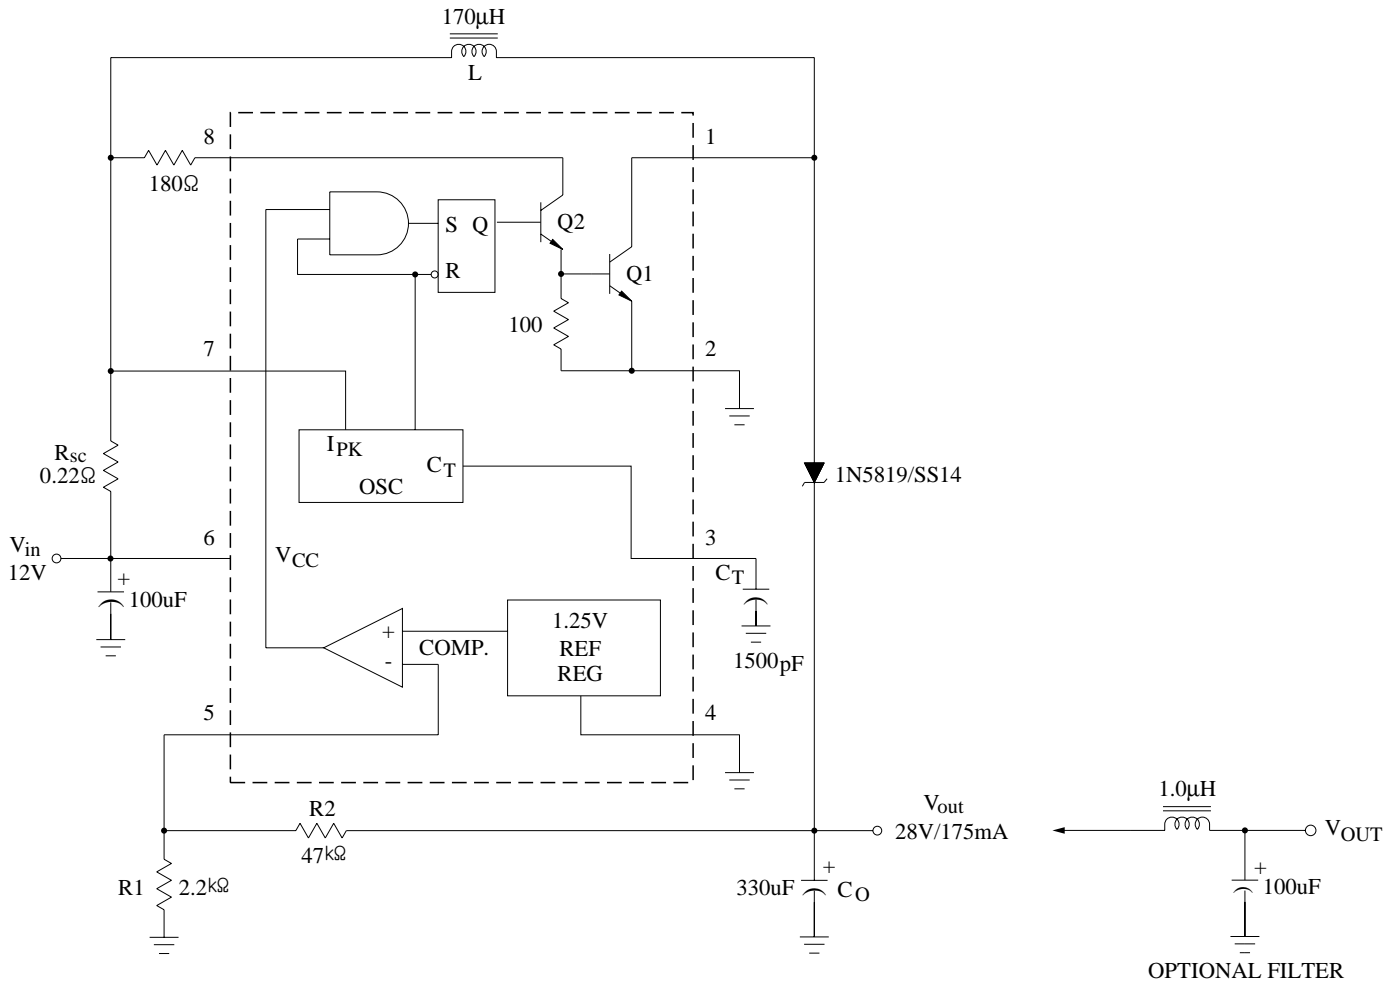 170μH
L
8
1
180Ω
S Q
R
Q2
Q1
100
7
2
Rsc
0.22Ω
IPK
CT
OSC
1N5819/SS14
Vin
12V
6
VCC
3
CT
+
100uF
1500pF
+
-
COMP.
1.25V
REF
REG
5
4
R2
47kΩ
R1
2.2kΩ
Vout
28V/175mA
330uF
+
CO
1.0μH
VOUT
+
100uF
OPTIONAL FILTER